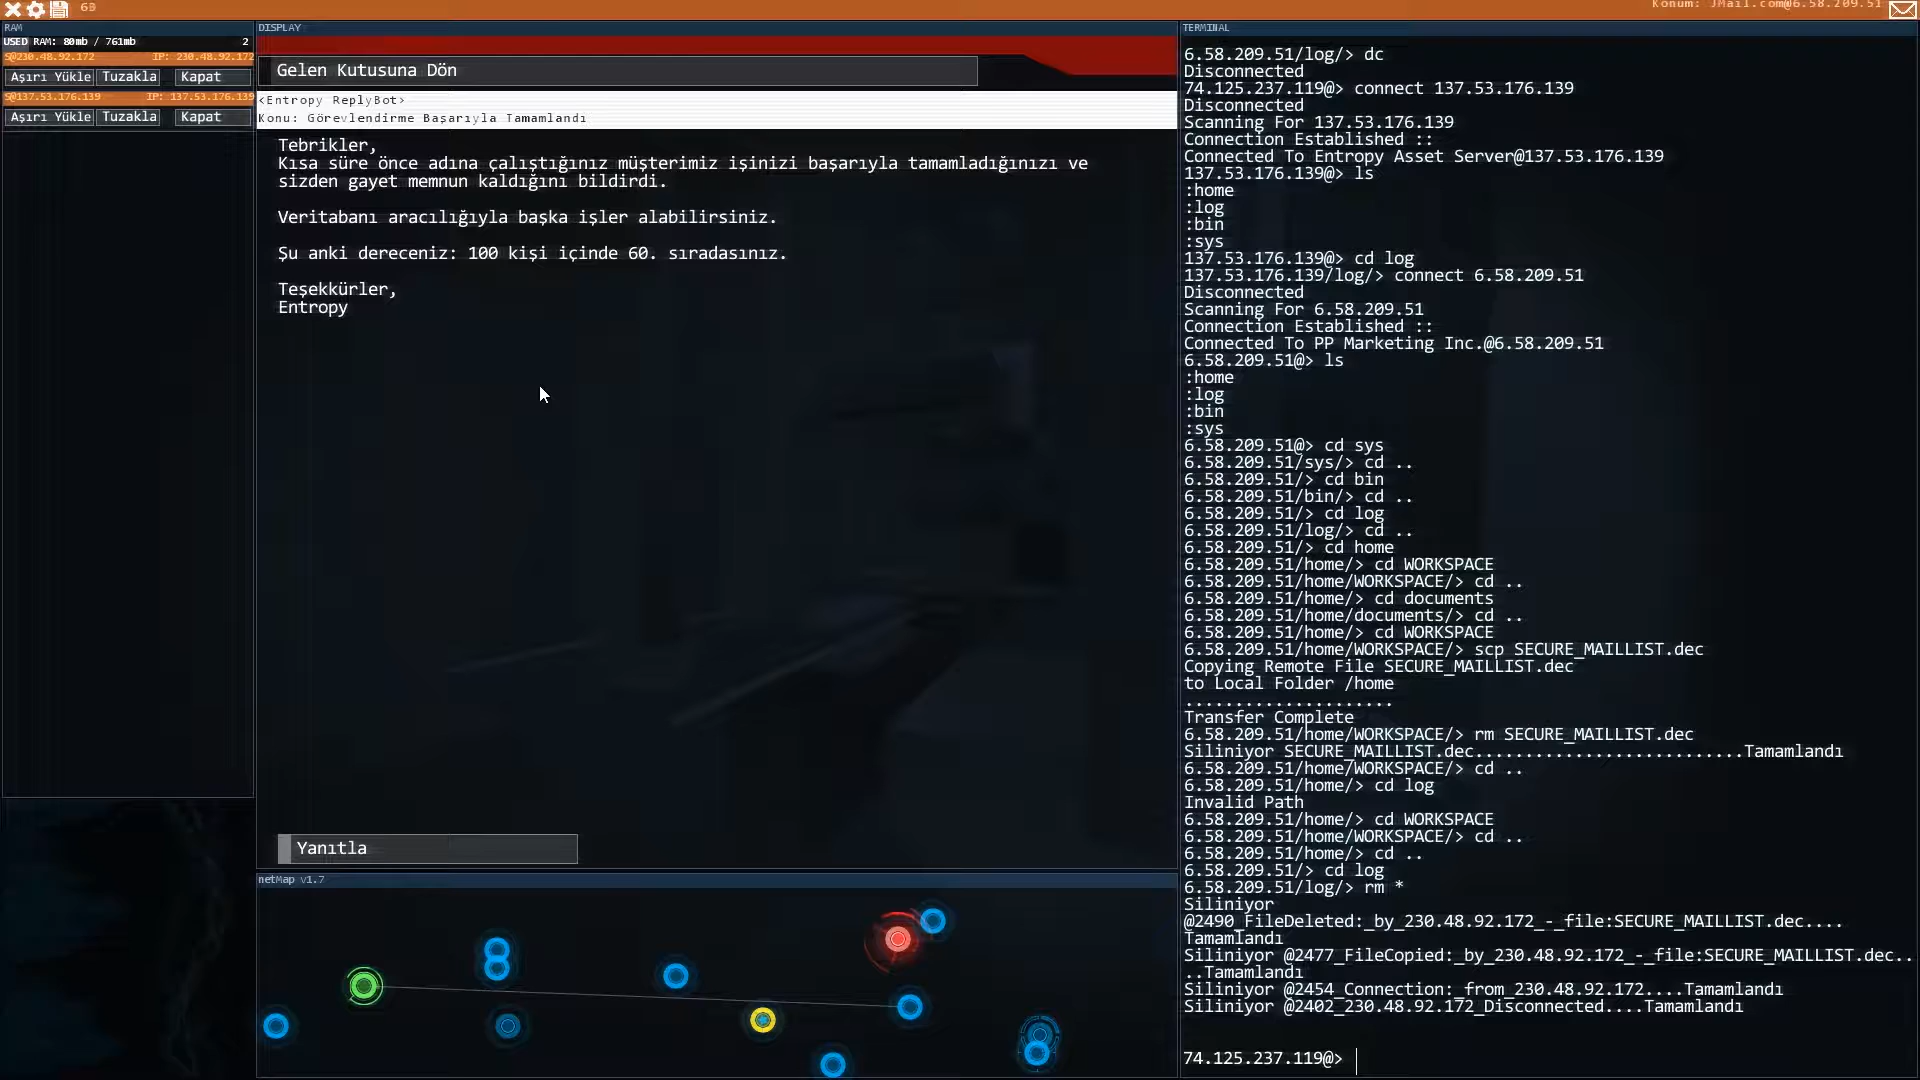 63
Konum: JMail.com@6.58.209.51
RAM
USED RAM: 80mb / 761mb
2
S@230.48.92.172
IP: 230.48.92.172
Aşırı Yükle
Tuzakla
Kapat
S@137.53.176.139
IP: 137.53.176.139
Aşırı Yükle
Tuzakla
Kapat
DISPLAY
Gelen Kutusuna Dön
<Entropy ReplyBot>
Konu: Görevlendirme Başarıyla Tamamlandı
Tebrikler,
Kısa süre önce adına çalıştığınız müşterimiz işinizi başarıyla tamamladığınızı ve
sizden gayet memnun kaldığını bildirdi.
Veritabanı aracılığıyla başka işler alabilirsiniz.
Şu anki dereceniz: 100 kişi içinde 60. sıradasınız.
Teşekkürler,
Entropy
Yanıtla
netMap v1.7
TERMINAL
6.58.209.51/log/> dc
Disconnected
74.125.237.119@> connect 137.53.176.139
Disconnected
Scanning For 137.53.176.139
Connection Established ::
Connected To Entropy Asset Server@137.53.176.139
137.53.176.139@> ls
:home
:log
:bin
:sys
137.53.176.139@> cd log
137.53.176.139/log/> connect 6.58.209.51
Disconnected
Scanning For 6.58.209.51
Connection Established ::
Connected To PP Marketing Inc.@6.58.209.51
6.58.209.51@> ls
:home
:log
:bin
:sys
6.58.209.51@> cd sys
6.58.209.51/sys/> cd ..
6.58.209.51/> cd bin
6.58.209.51/bin/> cd ..
6.58.209.51/> cd log
6.58.209.51/log/> cd ..
6.58.209.51/> cd home
6.58.209.51/home/> cd WORKSPACE
6.58.209.51/home/WORKSPACE/> cd ..
6.58.209.51/home/> cd documents
6.58.209.51/home/documents/> cd ..
6.58.209.51/home/> cd WORKSPACE
6.58.209.51/home/WORKSPACE/> scp SECURE_MAILLIST.dec
Copying Remote File SECURE_MAILLIST.dec
to Local Folder /home
.....................
Transfer Complete
6.58.209.51/home/WORKSPACE/> rm SECURE_MAILLIST.dec
Siliniyor SECURE_MAILLIST.dec...........................Tamamlandı
6.58.209.51/home/WORKSPACE/> cd ..
6.58.209.51/home/> cd log
Invalid Path
6.58.209.51/home/> cd WORKSPACE
6.58.209.51/home/WORKSPACE/> cd ..
6.58.209.51/home/> cd ..
6.58.209.51/> cd log
6.58.209.51/log/> rm *
Siliniyor
@2490_FileDeleted:_by_230.48.92.172_-_file:SECURE_MAILLIST.dec....
Tamamlandı
Siliniyor @2477_FileCopied:_by_230.48.92.172_-_file:SECURE_MAILLIST.dec..
..Tamamlandı
Siliniyor @2454_Connection:_from_230.48.92.172....Tamamlandı
Siliniyor @2402_230.48.92.172_Disconnected....Tamamlandı
74.125.237.119@>